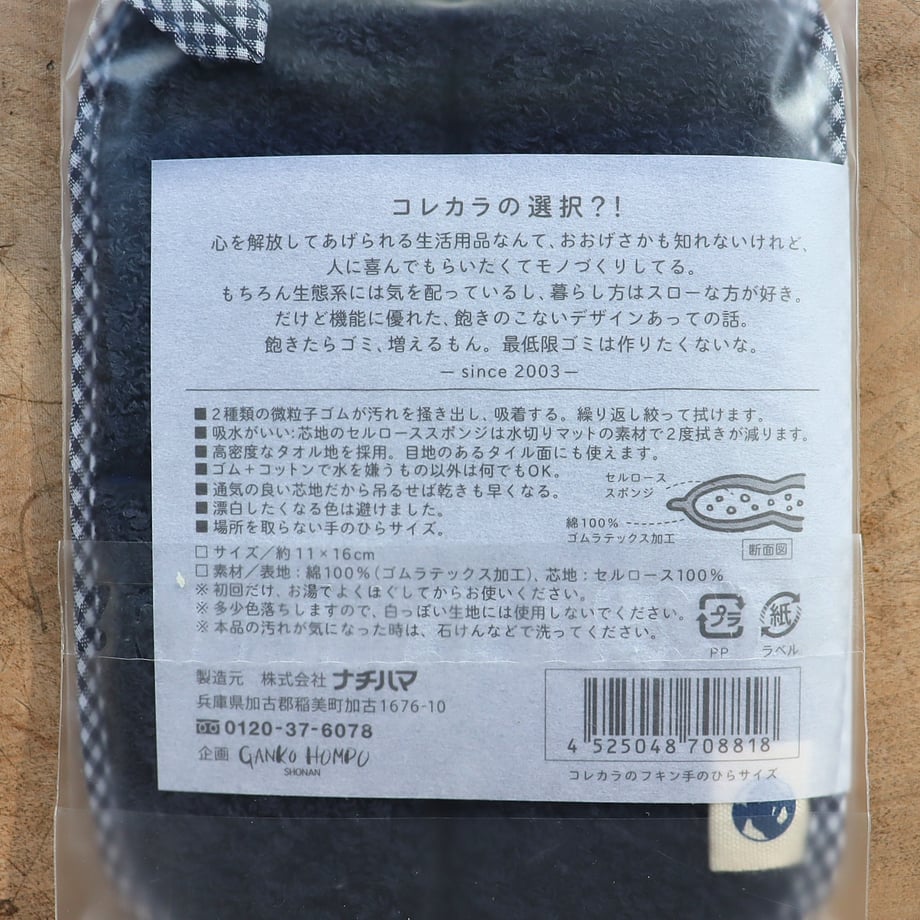 コレカラの選択?!
心を解放してあげられる生活用品なんて、おおげさかも知れないけれど、
人に喜んでもらいたくてモノづくりしてる。
もちろん生態系には気を配っているし、暮らし方はスローな方が好き。
だけど機能に優れた、飽きのこないデザインあっての話。
飽きたらゴミ、増えるもん。最低限ゴミは作りたくないな。
― since 2003 ―
■ 2種類の微粒子ゴムが汚れを掻き出し、吸着する。繰り返し絞って拭けます。
■ 吸水がいい:芯地のセルローススポンジは水切りマットの素材で2度拭きが減ります。
■ 高密度なタオル地を採用。目地のあるタイル面にも使えます。
■ ゴム+コットンで水を嫌うもの以外は何でもOK。
■ 通気の良い芯地だから吊るせば乾きも早くなる。
■ 漂白したくなる色は避けました。
■ 場所を取らない手のひらサイズ。
セルロース
スポンジ
綿100%
ゴムラテックス加工
断面図
□ サイズ/約11×16cm
□ 素材/表地:綿100%(ゴムラテックス加工)、芯地:セルロース100%
※ 初回だけ、お湯でよくほぐしてからお使いください。
※ 多少色落ちしますので、白っぽい生地には使用しないでください。
※ 本品の汚れが気になった時は、石けんなどで洗ってください。
プラ
PP
紙
ラベル
製造元 株式会社 ナチハマ
兵庫県加古郡稲美町加古1676-10
0120-37-6078
企画 GANKO HOMPO
SHONAN
4 525048 708818
コレカラのフキン手のひらサイズ